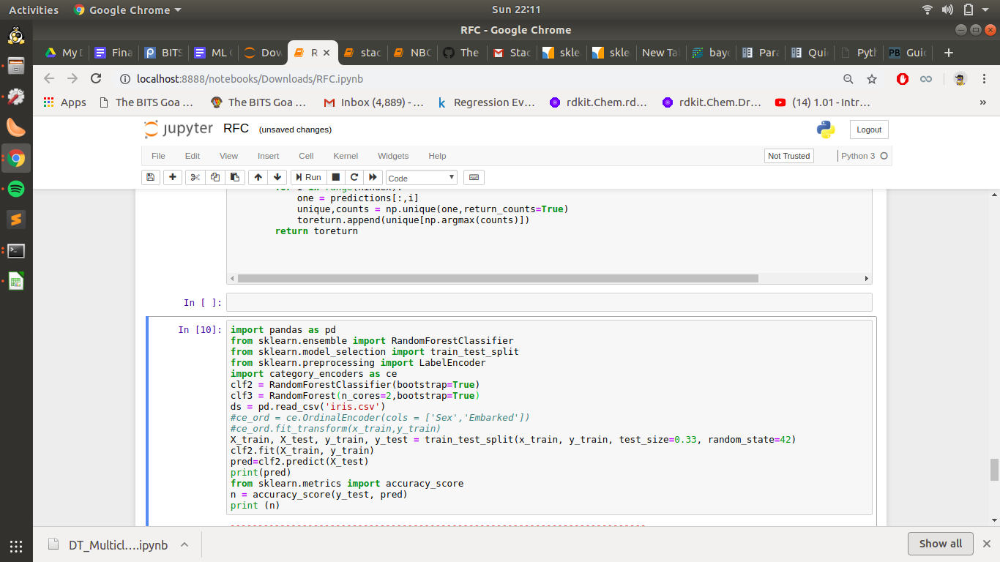 Activities Google Chrome Sun 22:11
RFC - Google Chrome
My D Fina BITS ML Dow R stac NBC The Stac skle skle New Ta baye Para Quic Pyth PB Guid
localhost:8888/notebooks/Downloads/RFC.ipynb
Apps The BITS Goa ... The BITS Goa ... Inbox (4,889) - ... k Regression Ev... rdkit.Chem.rd... rdkit.Chem.Dr... (14) 1.01 - Intr... »
jupyter RFC (unsaved changes) Logout
File Edit View Insert Cell Kernel Widgets Help Not Trusted Python 3
Run Code
for i in range(nindex):
one = predictions[:,i]
unique,counts = np.unique(one,return_counts=True)
toreturn.append(unique[np.argmax(counts)])
return toreturn
In [ ]:
In [10]: import pandas as pd
from sklearn.ensemble import RandomForestClassifier
from sklearn.model_selection import train_test_split
from sklearn.preprocessing import LabelEncoder
import category_encoders as ce
clf2 = RandomForestClassifier(bootstrap=True)
clf3 = RandomForest(n_cores=2,bootstrap=True)
ds = pd.read_csv('iris.csv')
#ce_ord = ce.OrdinalEncoder(cols = ['Sex','Embarked'])
#ce_ord.fit_transform(x_train,y_train)
X_train, X_test, y_train, y_test = train_test_split(x_train, y_train, test_size=0.33, random_state=42)
clf2.fit(X_train, y_train)
pred=clf2.predict(X_test)
print(pred)
from sklearn.metrics import accuracy_score
n = accuracy_score(y_test, pred)
print (n)
DT_Multicl....ipynb Show all